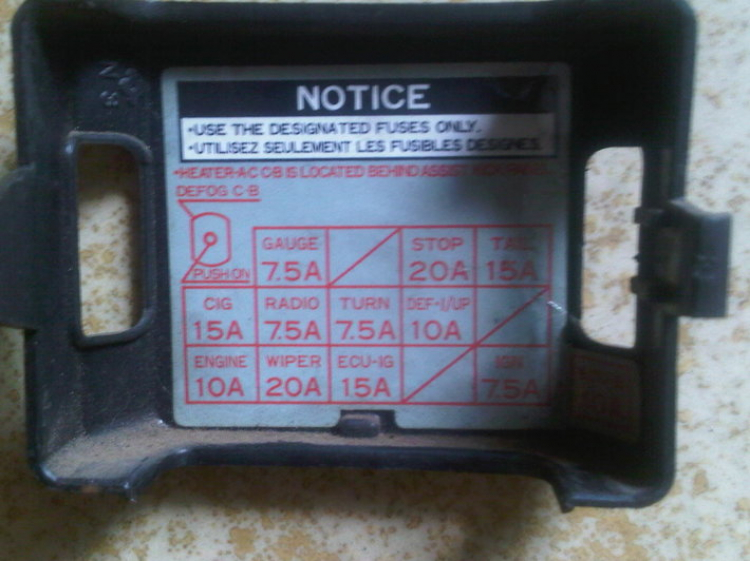 NOTICE
•USE THE DESIGNATED FUSES ONLY.
•UTILISEZ SEULEMENT LES FUSIBLES DESIGNES.
•HEATER•A•C C•B IS LOCATED BEHIND ASSIST
DEFOG C•B
PUSH•ON
GAUGE STOP TAIL
7.5A 20A 15A
CIG RADIO TURN DEF•I/UP
15A 7.5A 7.5A 10A
ENGINE WIPER ECU•IG IGN
10A 20A 15A 7.5A